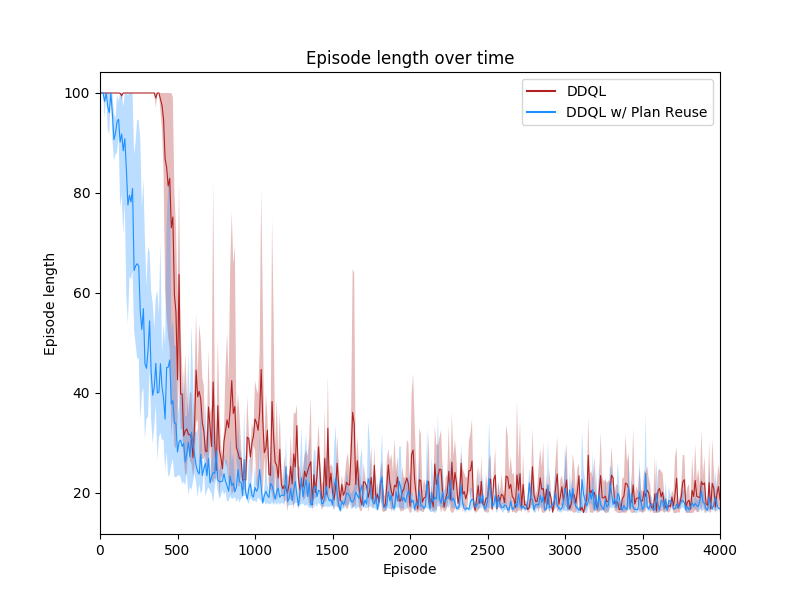 Episode length over time
DDQL
DDQL w/ Plan Reuse
Episode length
100
80
60
40
20
0
500
1000
1500
2000
2500
3000
3500
4000
Episode